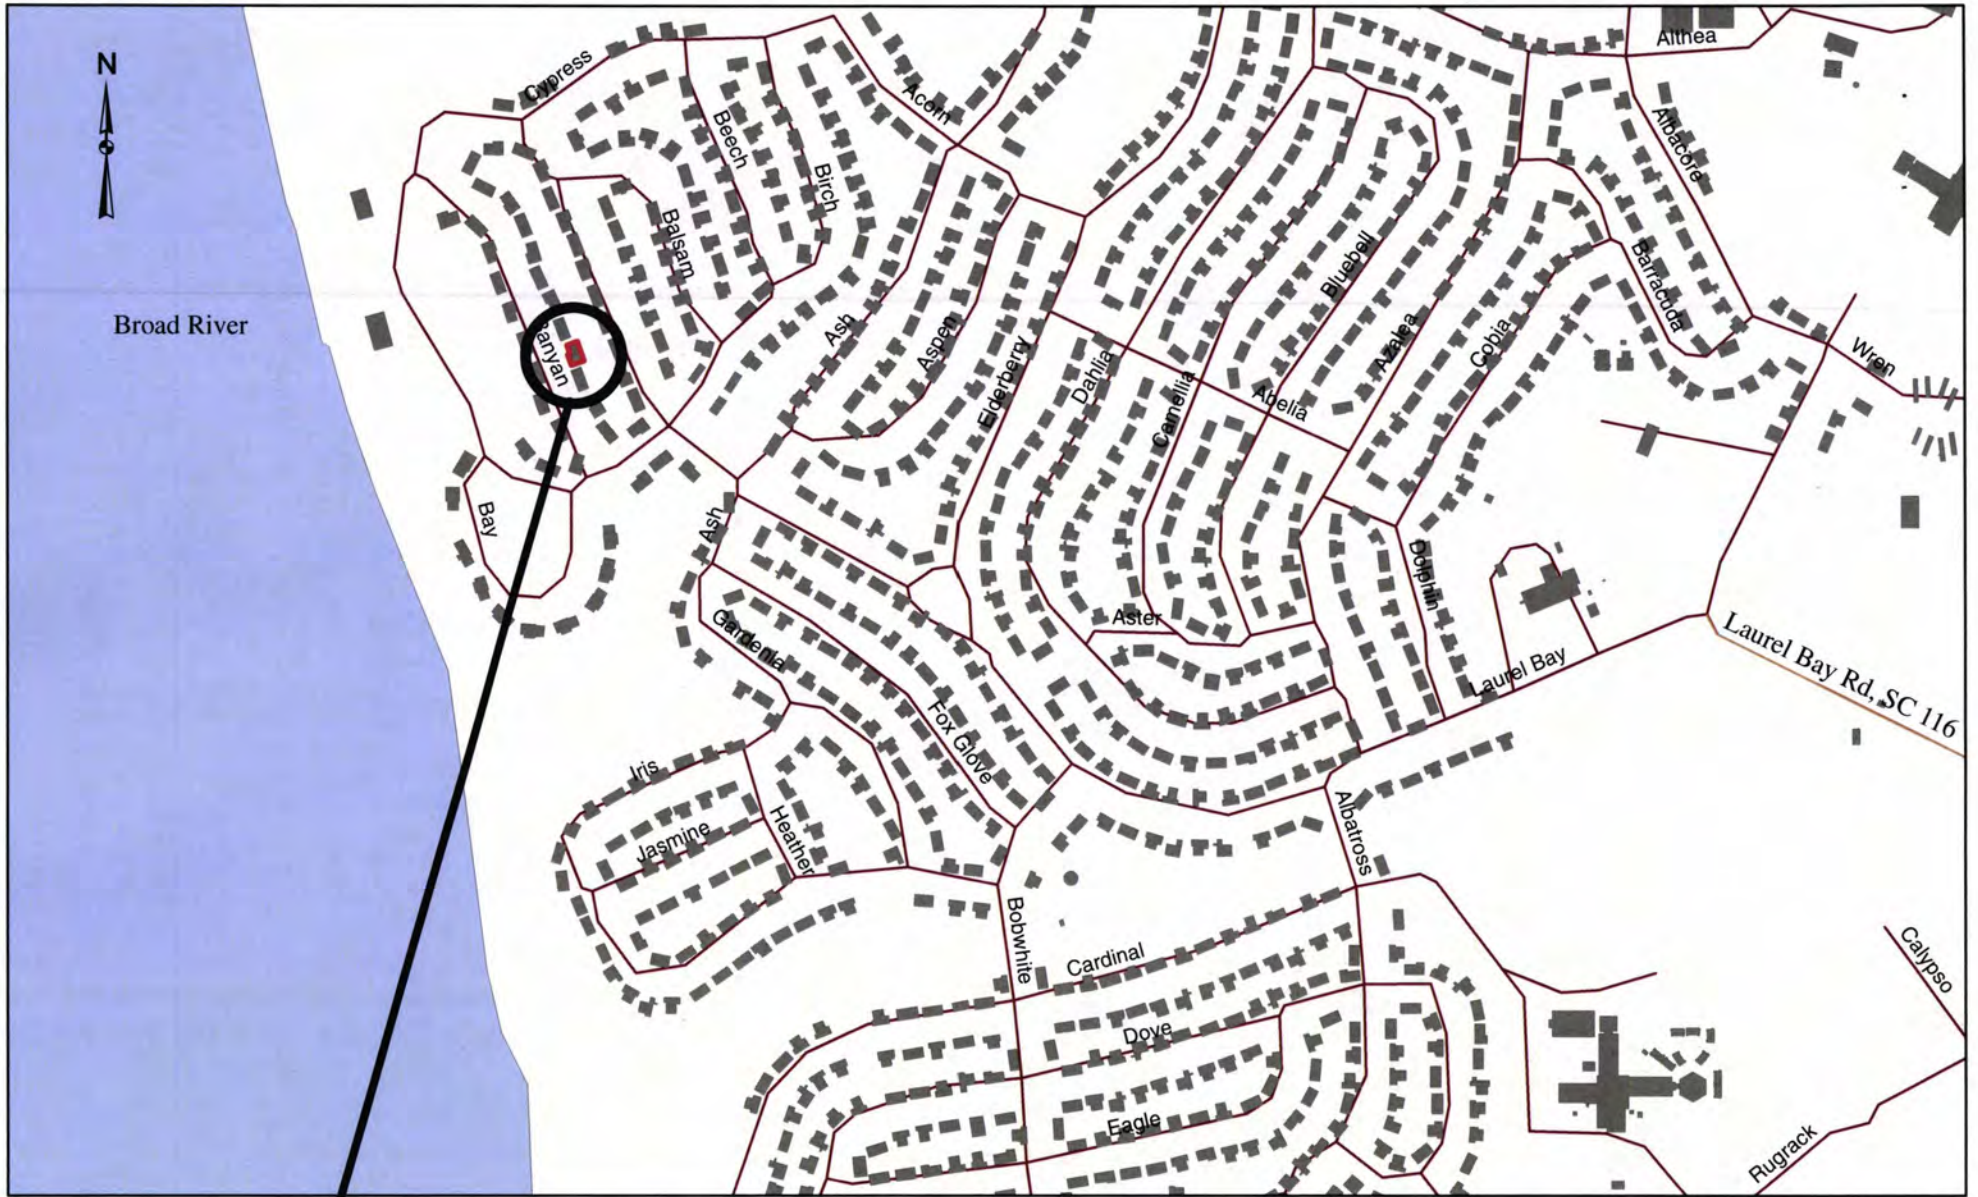 N
Cypress
Althea
Acorn
Albacore
Beech
Birch
Balsam
Bluebell
Barracuda
Broad River
Banyan
Ash
Aspen
Azalea
Cobia
Wren
Elderberry
Dahlia
Camellia
Abelia
Bay
Ash
Dolphin
Gardenia
Aster
Laurel Bay
Laurel Bay Rd, SC 116
Fox Glove
Iris
Jasmine
Heather
Albatross
Bobwhite
Cardinal
Calypso
Dove
Eagle
Rugrack